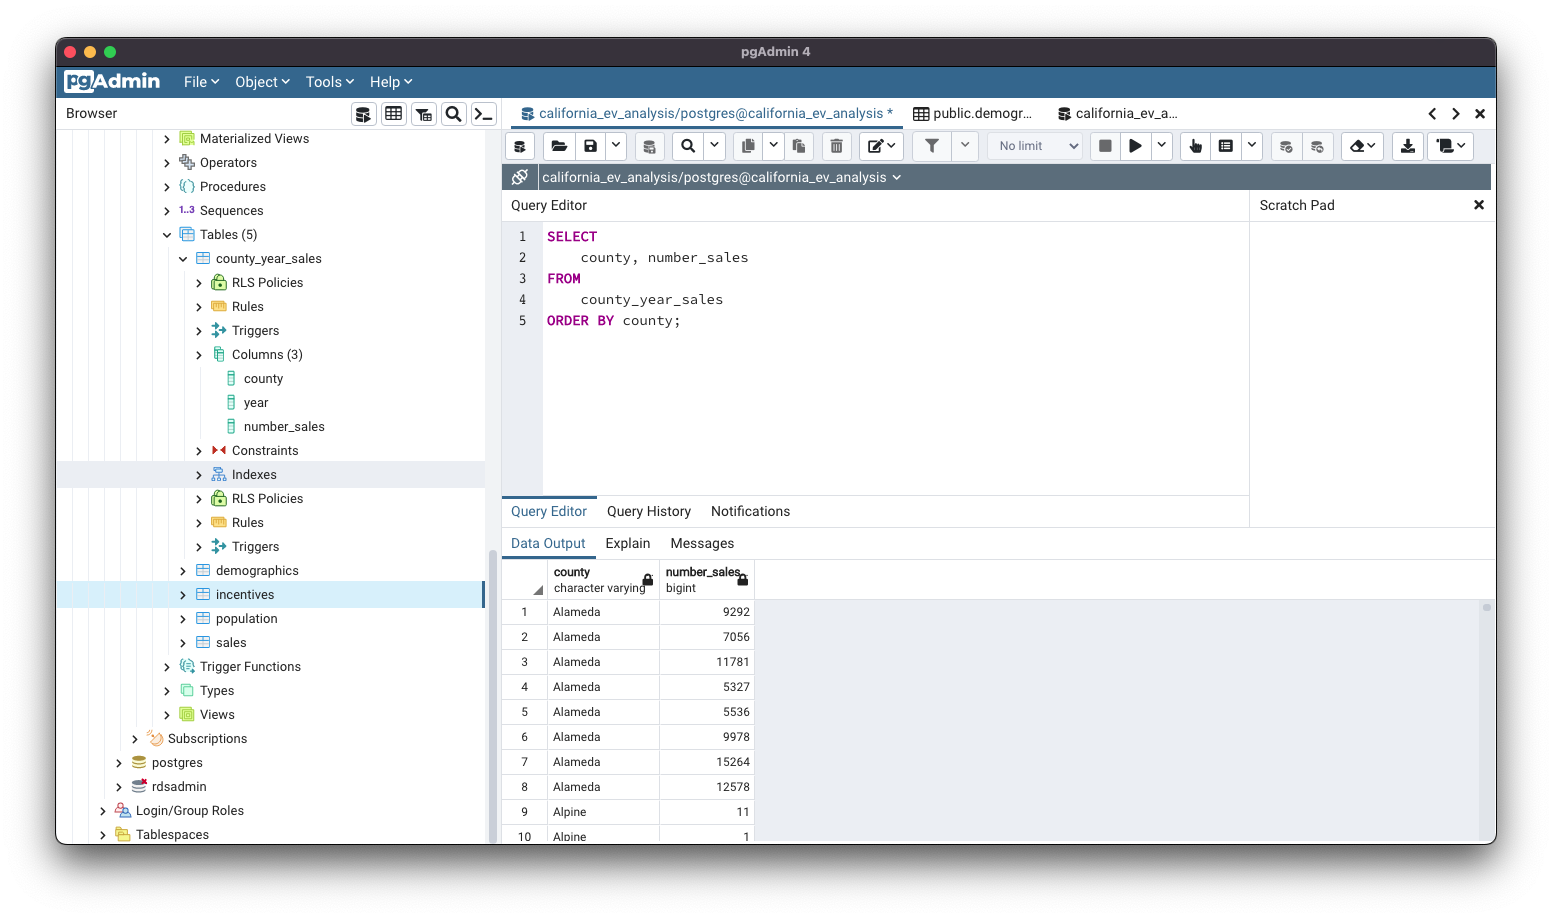 pgAdmin 4
pgAdmin File Object Tools Help
Browser
california_ev_analysis/postgres@california_ev_analysis * public.demogr... california_ev_a...
No limit
california_ev_analysis/postgres@california_ev_analysis
Materialized Views
Operators
Procedures
1..3 Sequences
Tables (5)
county_year_sales
RLS Policies
Rules
Triggers
Columns (3)
county
year
number_sales
Constraints
Indexes
RLS Policies
Rules
Triggers
demographics
incentives
population
sales
Trigger Functions
Types
Views
Subscriptions
postgres
rdsadmin
Login/Group Roles
Tablespaces
Query Editor
Scratch Pad
1 SELECT
2 county, number_sales
3 FROM
4 county_year_sales
5 ORDER BY county;
Query Editor Query History Notifications
Data Output Explain Messages
county number_sales
character varying bigint
1 Alameda 9292
2 Alameda 7056
3 Alameda 11781
4 Alameda 5327
5 Alameda 5536
6 Alameda 9978
7 Alameda 15264
8 Alameda 12578
9 Alpine 11
10 Alpine 1